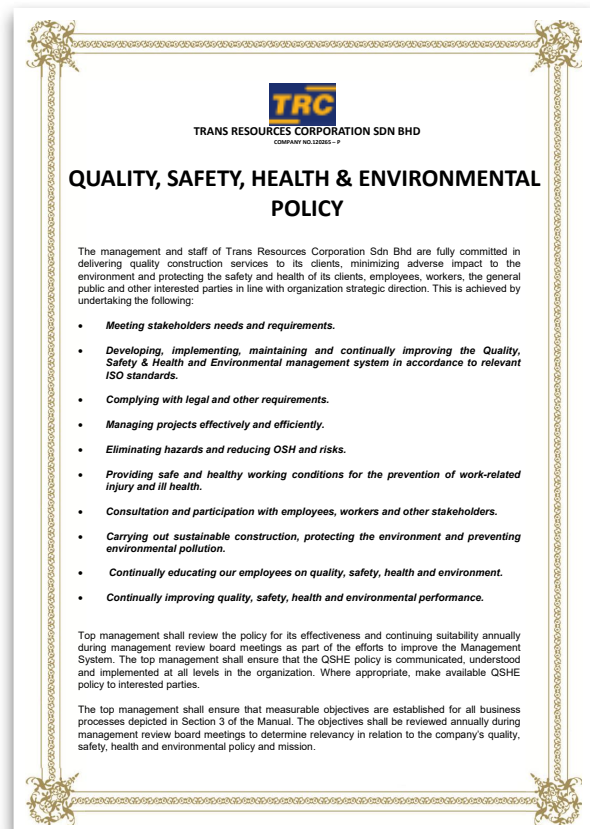 TRC
TRANS RESOURCES CORPORATION SDN BHD
COMPANY NO.120265 – P
QUALITY, SAFETY, HEALTH & ENVIRONMENTAL
POLICY
The management and staff of Trans Resources Corporation Sdn Bhd are fully committed in
delivering quality construction services to its clients, minimizing adverse impact to the
environment and protecting the safety and health of its clients, employees, workers, the general
public and other interested parties in line with organization strategic direction. This is achieved by
undertaking the following:
• Meeting stakeholders needs and requirements.
• Developing, implementing, maintaining and continually improving the Quality,
Safety & Health and Environmental management system in accordance to relevant
ISO standards.
• Complying with legal and other requirements.
• Managing projects effectively and efficiently.
• Eliminating hazards and reducing OSH and risks.
• Providing safe and healthy working conditions for the prevention of work-related
injury and ill health.
• Consultation and participation with employees, workers and other stakeholders.
• Carrying out sustainable construction, protecting the environment and preventing
environmental pollution.
• Continually educating our employees on quality, safety, health and environment.
• Continually improving quality, safety, health and environmental performance.
Top management shall review the policy for its effectiveness and continuing suitability annually
during management review board meetings as part of the efforts to improve the Management
System. The top management shall ensure that the QSHE policy is communicated, understood
and implemented at all levels in the organization. Where appropriate, make available QSHE
policy to interested parties.
The top management shall ensure that measurable objectives are established for all business
processes depicted in Section 3 of the Manual. The objectives shall be reviewed annually during
management review board meetings to determine relevancy in relation to the company's quality,
safety, health and environmental policy and mission.